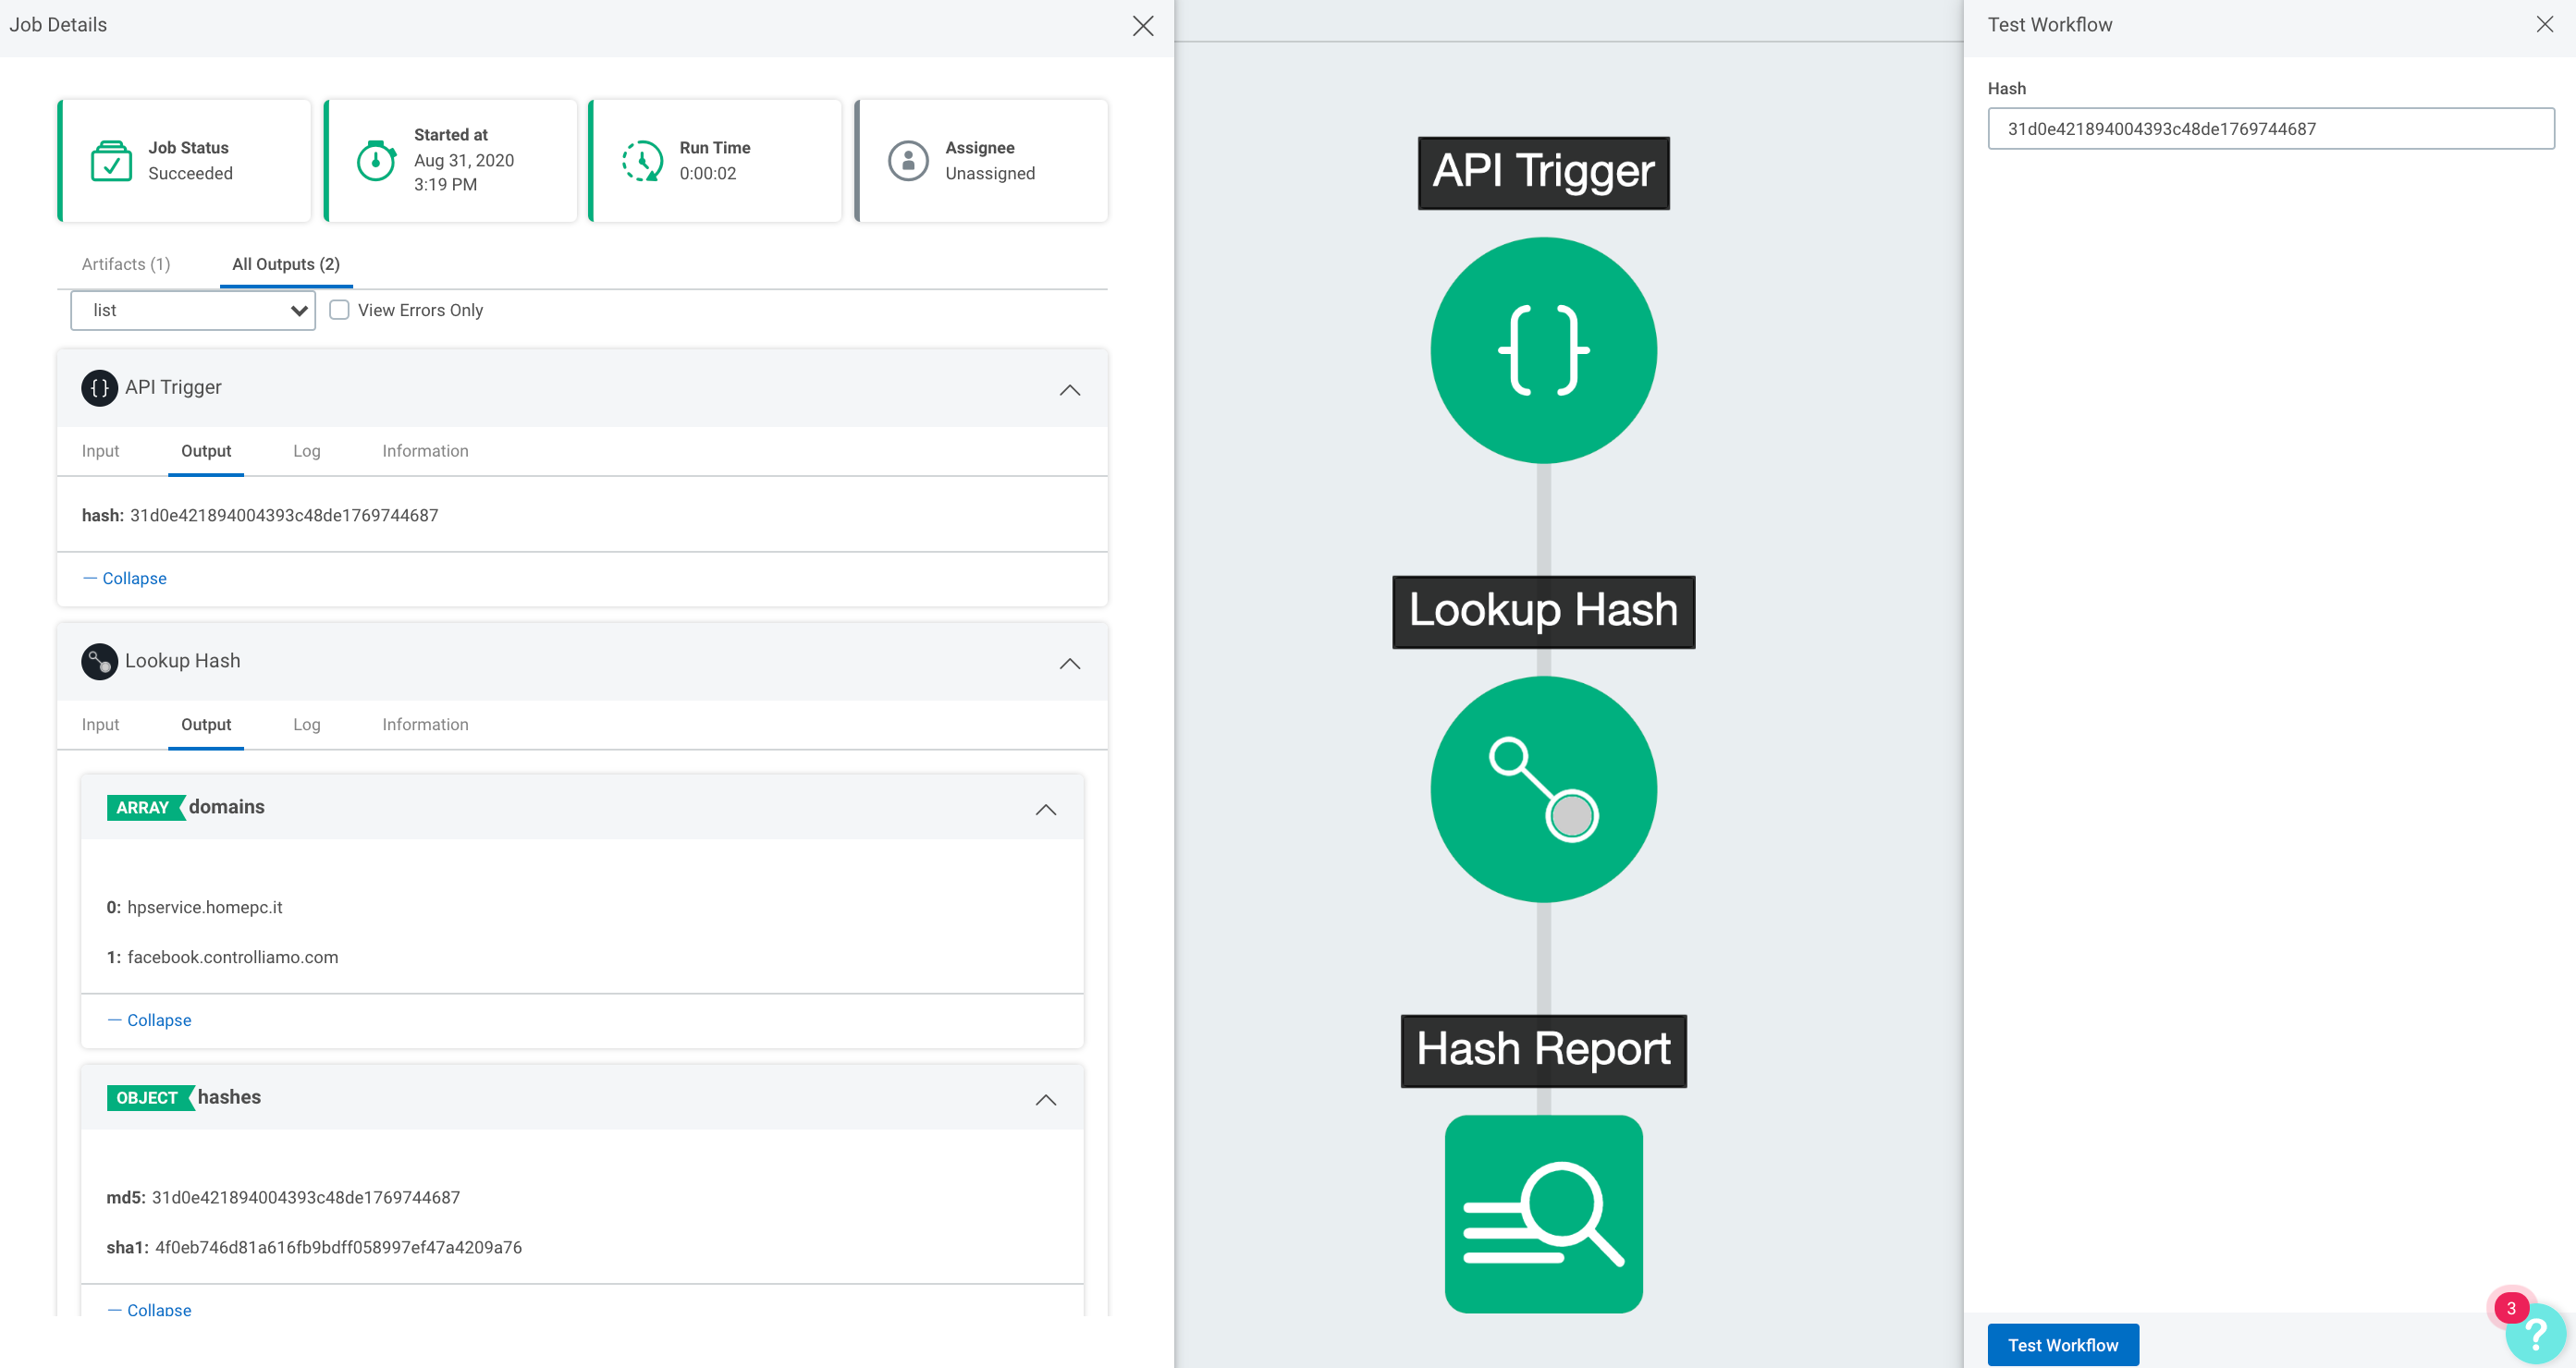 Job Details
Job Status
Succeeded
Started at
Aug 31, 2020
3:19 PM
Run Time
0:00:02
Assignee
Unassigned
Artifacts (1)
All Outputs (2)
list
View Errors Only
{} API Trigger
Input
Output
Log
Information
hash: 31d0e421894004393c48de1769744687
— Collapse
Lookup Hash
Input
Output
Log
Information
ARRAY domains
0: hpservice.homepc.it
1: facebook.controlliamo.com
— Collapse
OBJECT hashes
md5: 31d0e421894004393c48de1769744687
sha1: 4f0eb746d81a616fb9bdff058997ef47a4209a76
— Collapse
API Trigger
{}
Lookup Hash
Hash Report
Test Workflow
Hash
31d0e421894004393c48de1769744687
3
?
Test Workflow